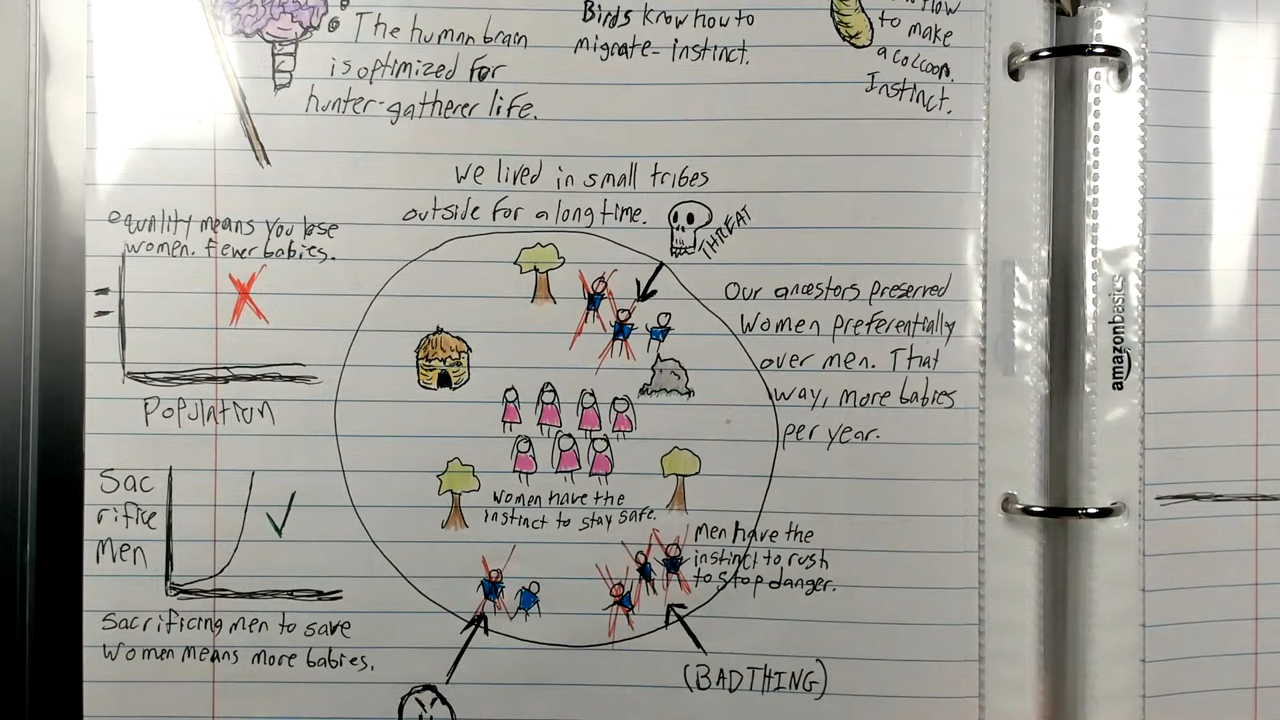 The human brain
is optimized for
hunter-gatherer life.
Birds know how to
migrate- instinct.
to make
a cocoon.
Instinct.
We lived in small tribes
outside for a long time.
THREAT
equality means you lose
women. fewer babies.
=
Population
Our ancestors preserved
Women preferentially
over men. That
way, more babies
per year.
Sac
rifice
Men
Sacrificing men to save
Women means more babies.
Women have the
instinct to stay safe.
Men have the
instinct to rush
to stop danger.
(BAD THING)
amazonbasics